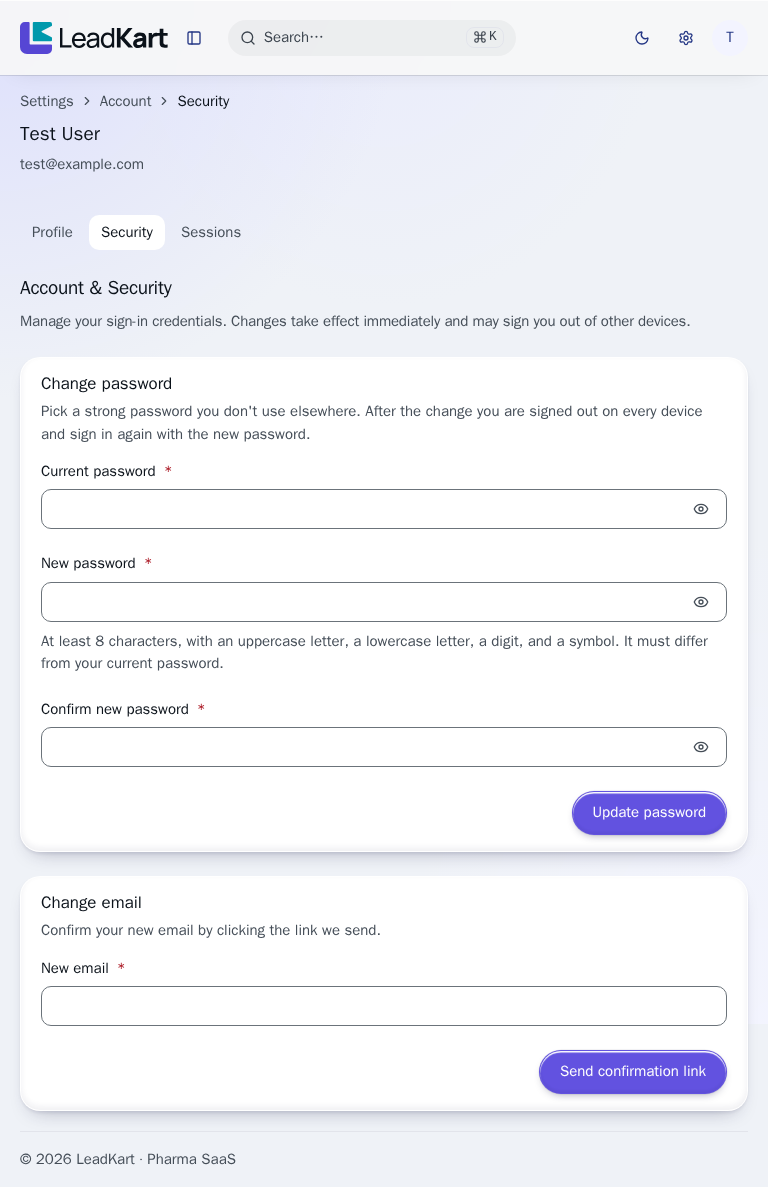 LeadKart
Search…
⌘K
T
Settings > Account > Security
Test User
test@example.com
Profile
Security
Sessions
Account & Security
Manage your sign-in credentials. Changes take effect immediately and may sign you out of other devices.
Change password
Pick a strong password you don't use elsewhere. After the change you are signed out on every device
and sign in again with the new password.
Current password *
New password *
At least 8 characters, with an uppercase letter, a lowercase letter, a digit, and a symbol. It must differ
from your current password.
Confirm new password *
Update password
Change email
Confirm your new email by clicking the link we send.
New email *
Send confirmation link
© 2026 LeadKart · Pharma SaaS